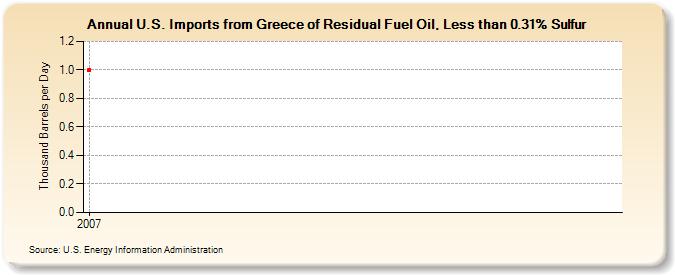 Annual U.S. Imports from Greece of Residual Fuel Oil, Less than 0.31% Sulfur
Thousand Barrels per Day
1.2
1.0
0.8
0.6
0.4
0.2
0.0
2007
Source: U.S. Energy Information Administration